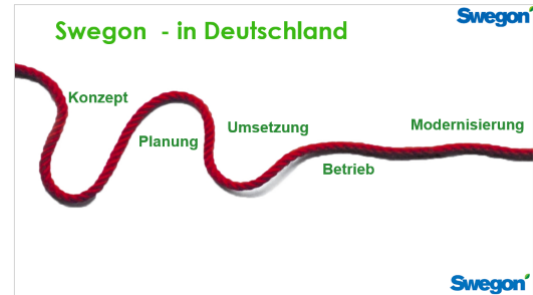 Swegon
Swegon - in Deutschland
Konzept
Planung
Umsetzung
Betrieb
Modernisierung
Swegon